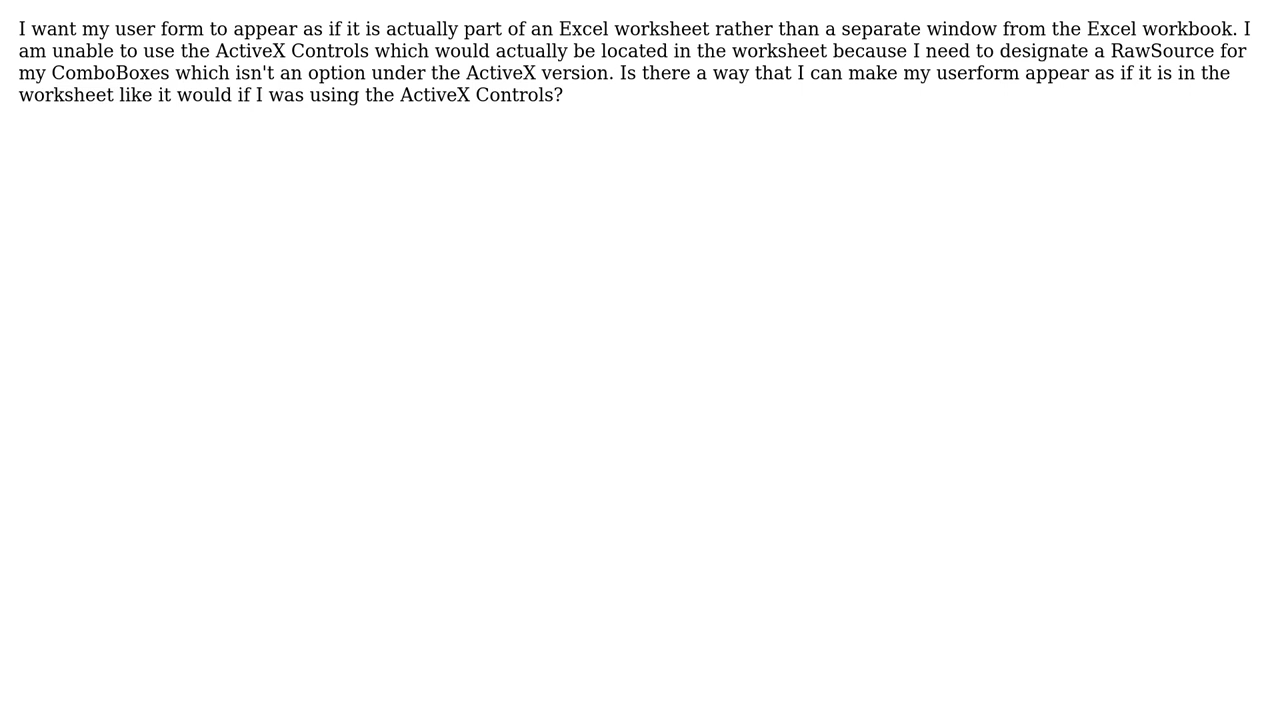 I want my user form to appear as if it is actually part of an Excel worksheet rather than a separate window from the Excel workbook. I
am unable to use the ActiveX Controls which would actually be located in the worksheet because I need to designate a RawSource for
my ComboBoxes which isn't an option under the ActiveX version. Is there a way that I can make my userform appear as if it is in the
worksheet like it would if I was using the ActiveX Controls?